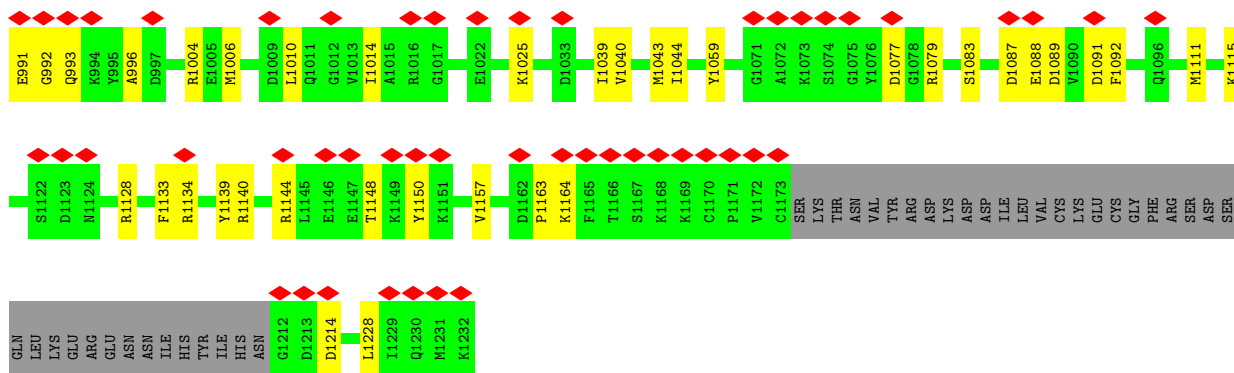 E991 G992 Q993 K994 Y995 A996 D997 R1004 E1005 M1006 D1009 L1010 Q1011 G1012 V1013 I1014 A1015 R1016 G1017 E1022 K1025 D1033 I1039 V1040 M1043 I1044 Y1059 G1071 A1072 K1073 S1074 G1075 Y1076 D1077 G1078 R1079 S1083 D1087 E1088 D1089 V1090 D1091 F1092 Q1096 M1111 K1115
S1122 D1123 N1124 R1128 F1133 R1134 Y1139 R1140 R1144 L1145 E1146 E1147 T1148 K1149 Y1150 K1151 V1157 D1162 P1163 K1164 F1165 T1166 S1167 K1168 K1169 C1170 P1171 V1172 C1173 SER LYS THR ASN VAL TYR ARG ASP LYS ASP ASP ILE LEU VAL CYS LYS GLU CYS GLY PHE ARG SER ASP SER
GLN LEU LYS GLU ARG GLU ASN ASN ILE HIS TYR ILE HIS ASN G1212 D1213 D1214 L1228 I1229 Q1230 M1231 K1232